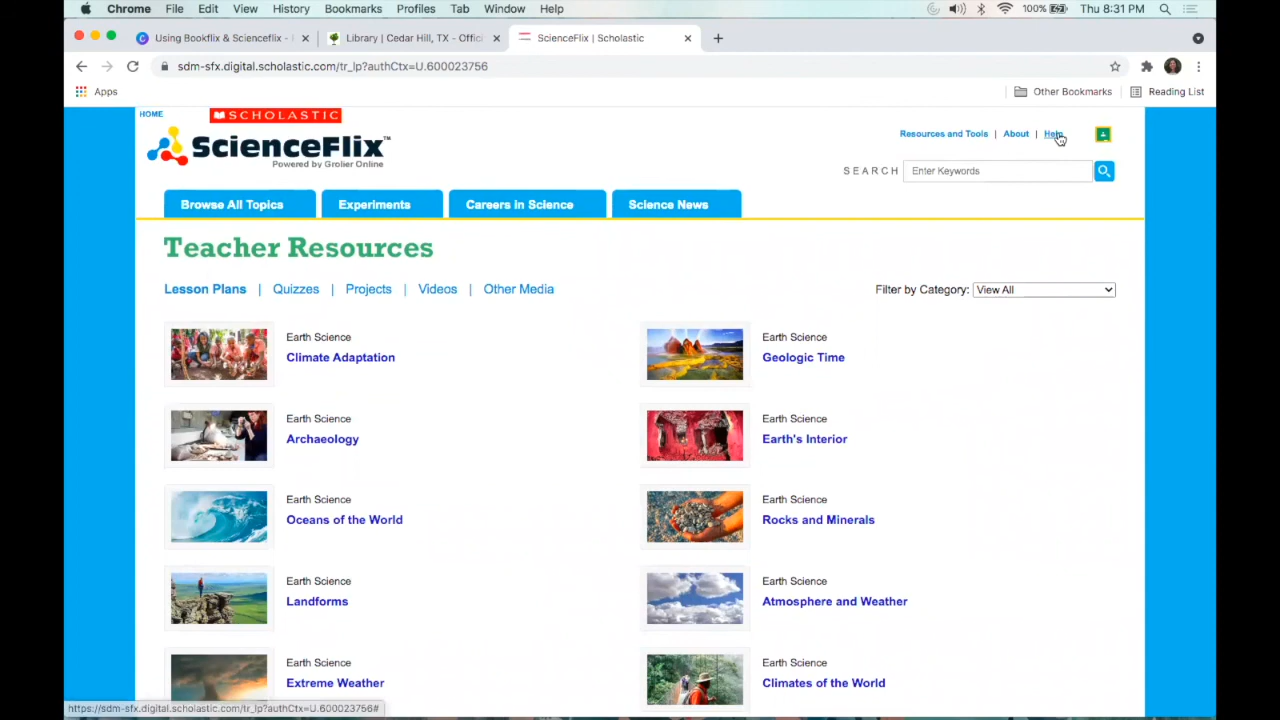 Chrome File Edit View History Bookmarks Profiles Tab Window Help 100% Thu 8:31 PM
Using Bookflix & Scienceflix - Library | Cedar Hill, TX - Offici ScienceFlix | Scholastic
sdm-sfx.digital.scholastic.com/tr_lp?authCtx=U.600023756
Apps Other Bookmarks Reading List
HOME SCHOLASTIC
ScienceFlix™
Powered by Grolier Online
Resources and Tools | About | Help
SEARCH Enter Keywords
Browse All Topics Experiments Careers in Science Science News
Teacher Resources
Lesson Plans | Quizzes | Projects | Videos | Other Media Filter by Category: View All
Earth Science
Climate Adaptation
Earth Science
Geologic Time
Earth Science
Archaeology
Earth Science
Earth's Interior
Earth Science
Oceans of the World
Earth Science
Rocks and Minerals
Earth Science
Landforms
Earth Science
Atmosphere and Weather
Earth Science
Extreme Weather
Earth Science
Climates of the World
https://sdm-sfx.digital.scholastic.com/tr_lp?authCtx=U.600023756#